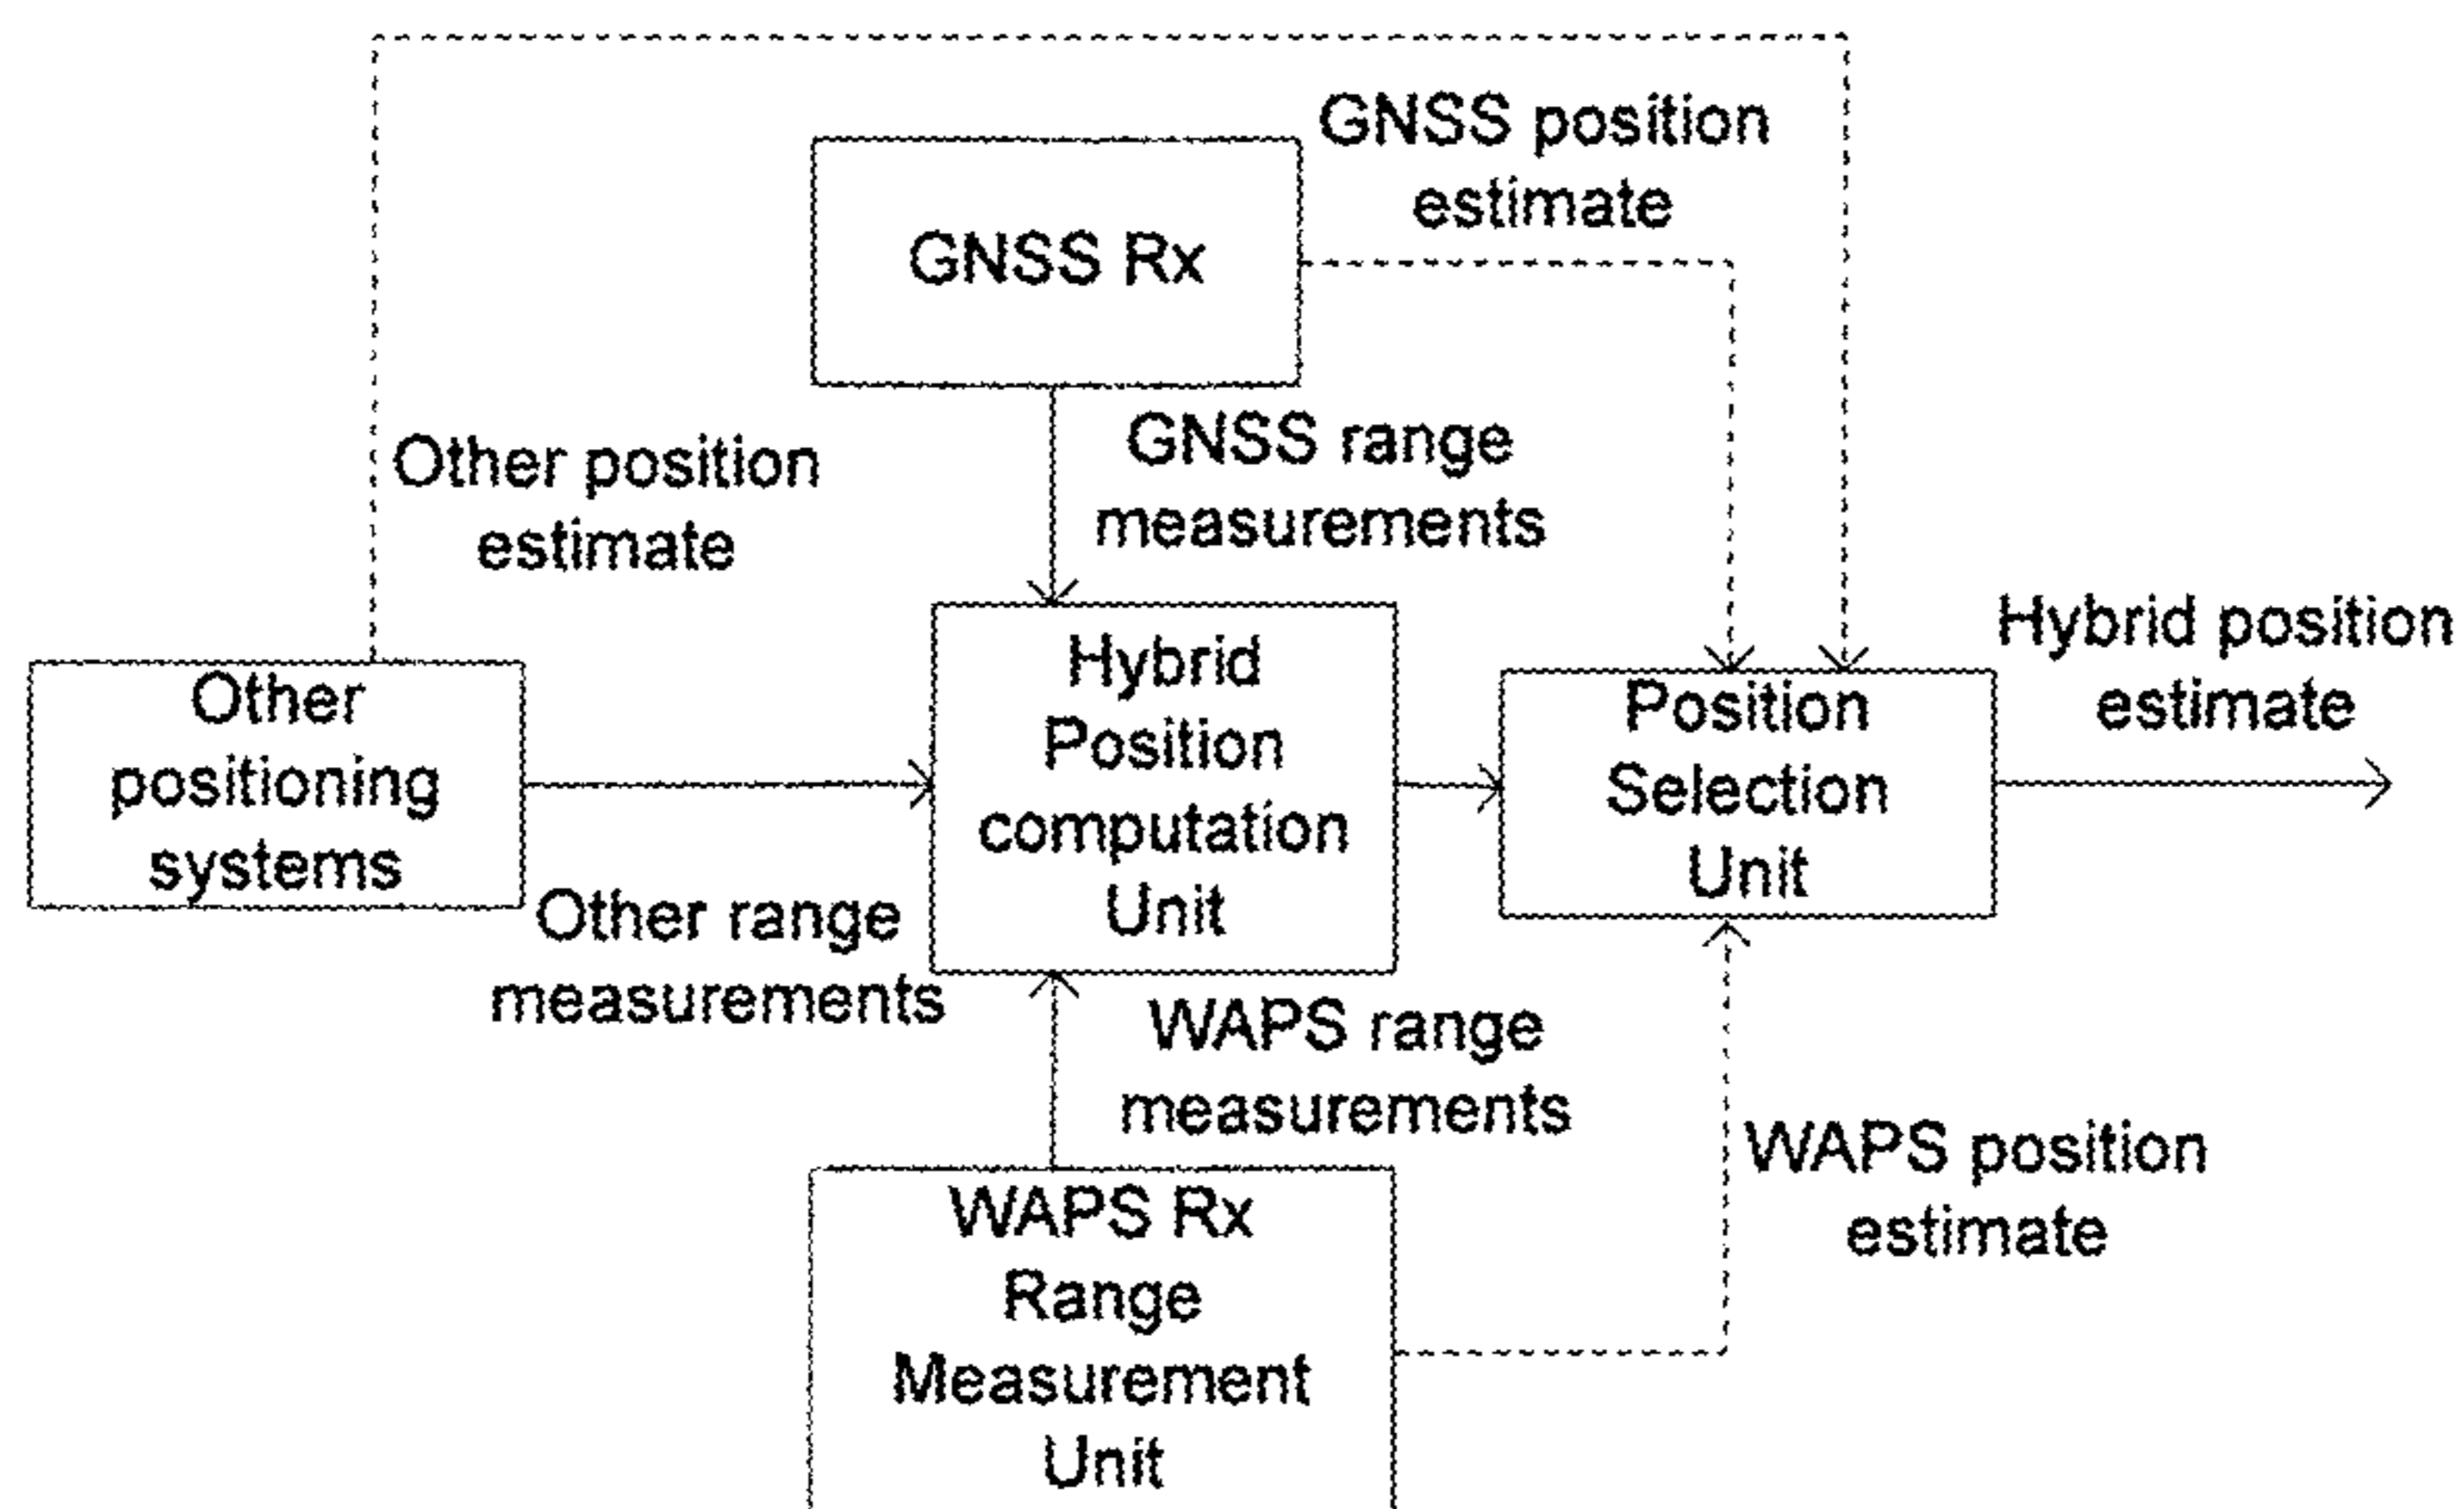 GNSS position
estimate
GNSS Rx
GNSS range
measurements
Other position
estimate
Other
positioning
systems
Other range
measurements
Hybrid
Position
computation
Unit
Position
Selection
Unit
Hybrid position
estimate
WAPS range
measurements
WAPS Rx
Range
Measurement
Unit
WAPS position
estimate